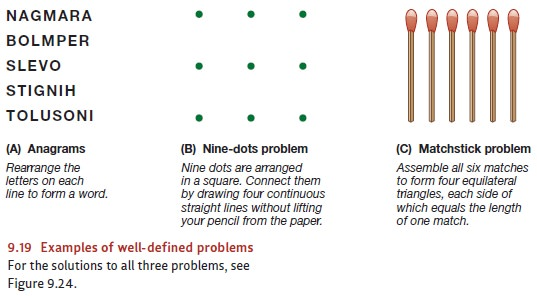 NAGMARA
BOLMPER
SLEVO
STIGNIH
TOLUSONI
(A) Anagrams
Rearrange the
letters on each
line to form a word.
(B) Nine-dots problem
Nine dots are arranged
in a square. Connect them
by drawing four continuous
straight lines without lifting
your pencil from the paper.
(C) Matchstick problem
Assemble all six matches
to form four equilateral
triangles, each side of
which equals the length
of one match.
9.19 Examples of well-defined problems
For the solutions to all three problems, see
Figure 9.24.